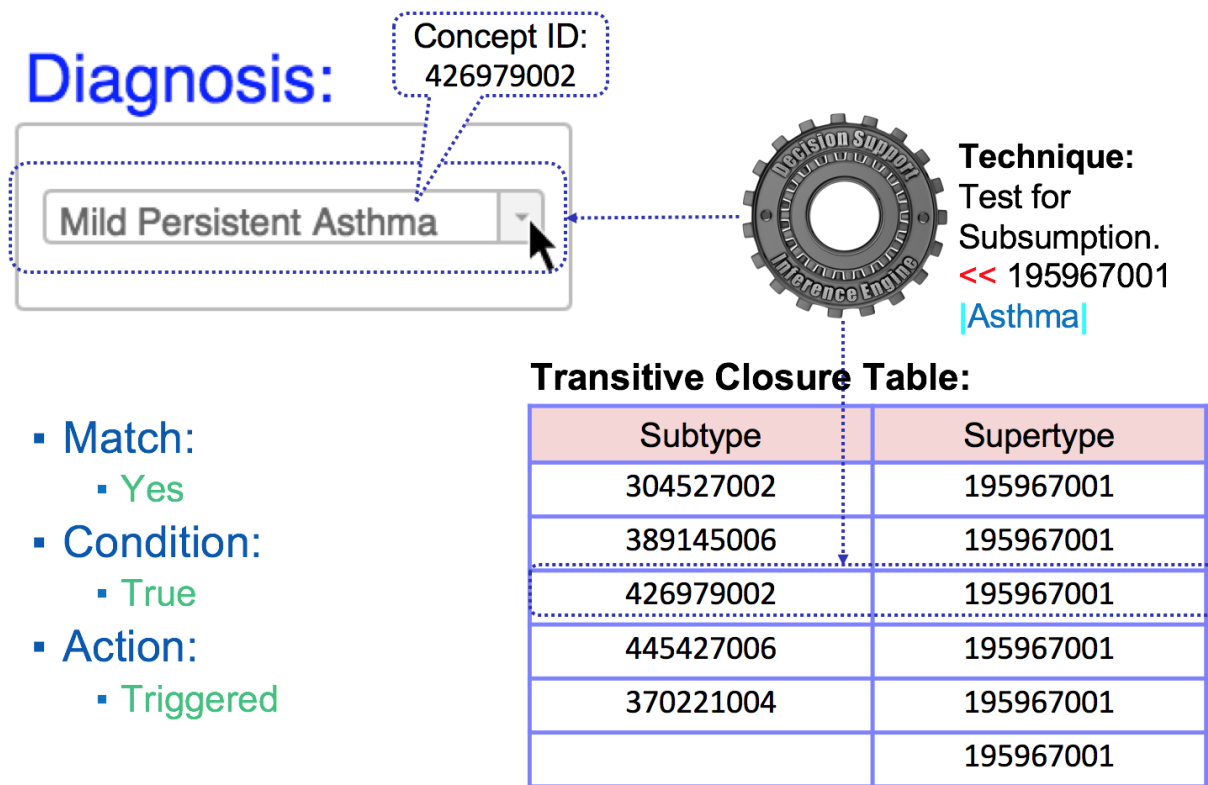 Concept ID:
426979002
Diagnosis:
Mild Persistent Asthma
Decision Support
Inference Engine
Technique:
Test for
Subsumption.
<< 195967001
|Asthma|
▪ Match:
▪ Yes
▪ Condition:
▪ True
▪ Action:
▪ Triggered
Transitive Closure Table:
Subtype Supertype
304527002 195967001
389145006 195967001
426979002 195967001
445427006 195967001
370221004 195967001
195967001